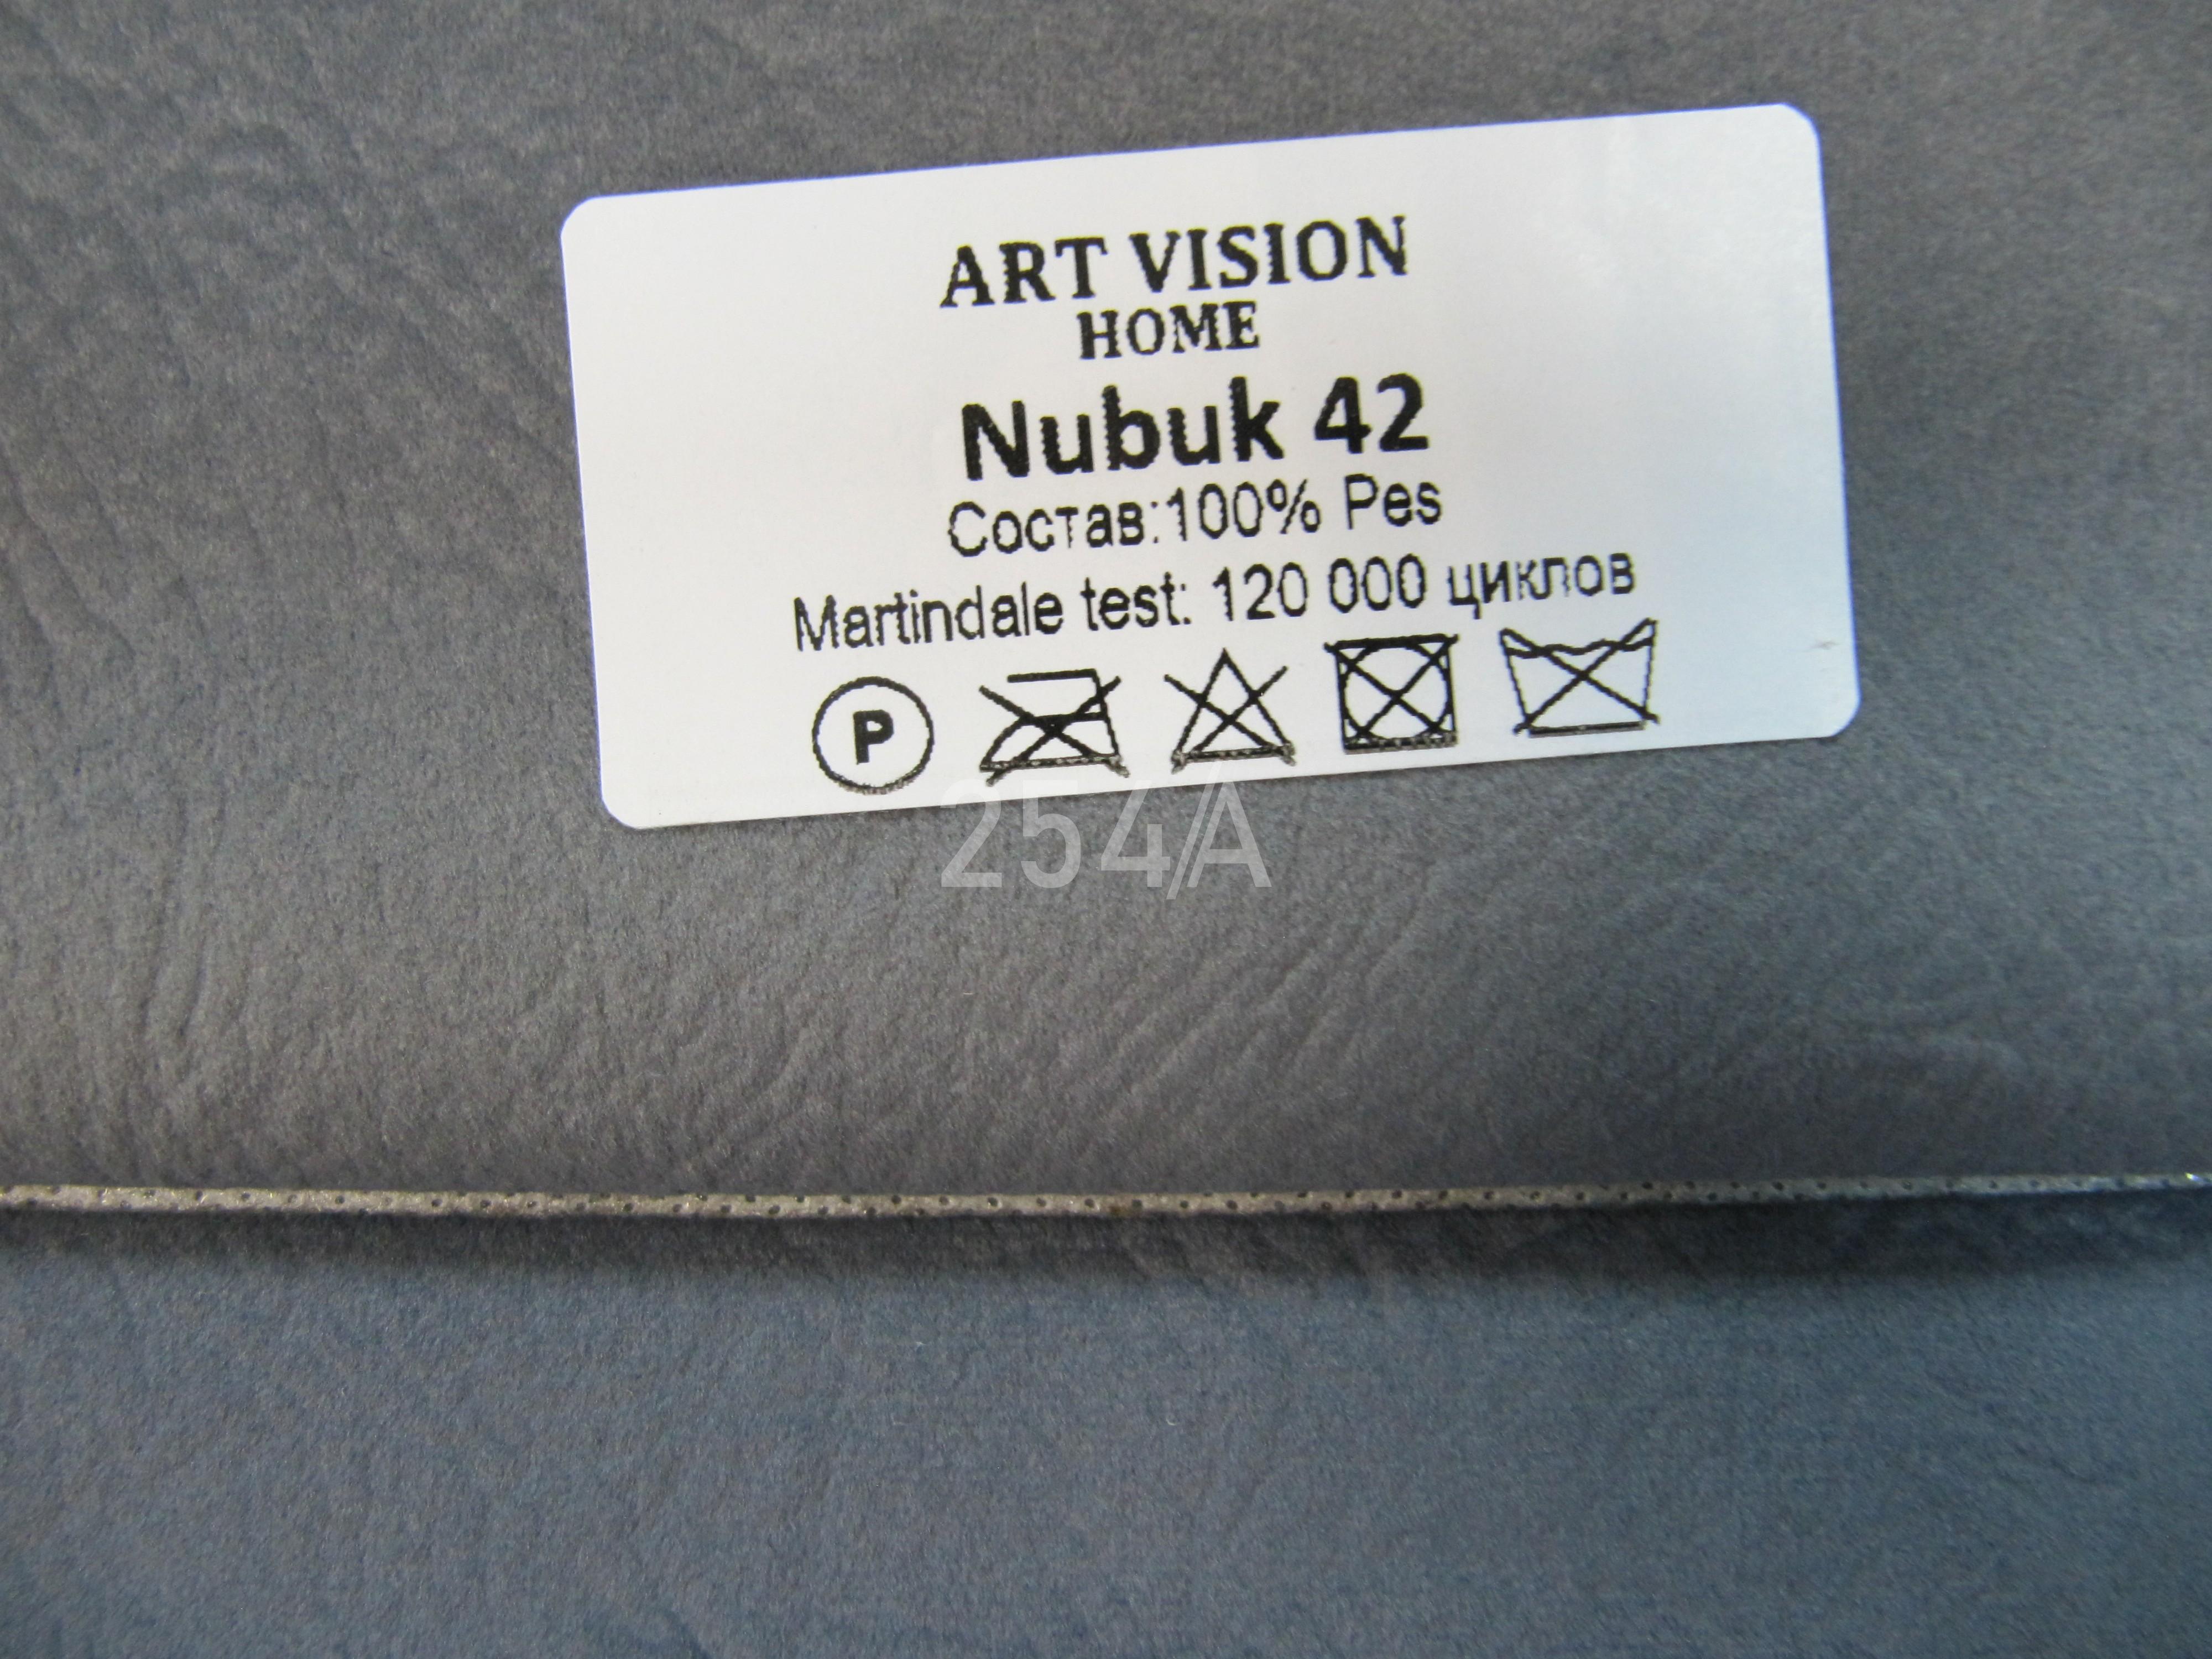 ART VISION
HOME
Nubuk 42
Состав:100% Pes
Martindale test: 120 000 циклов
P
254/A